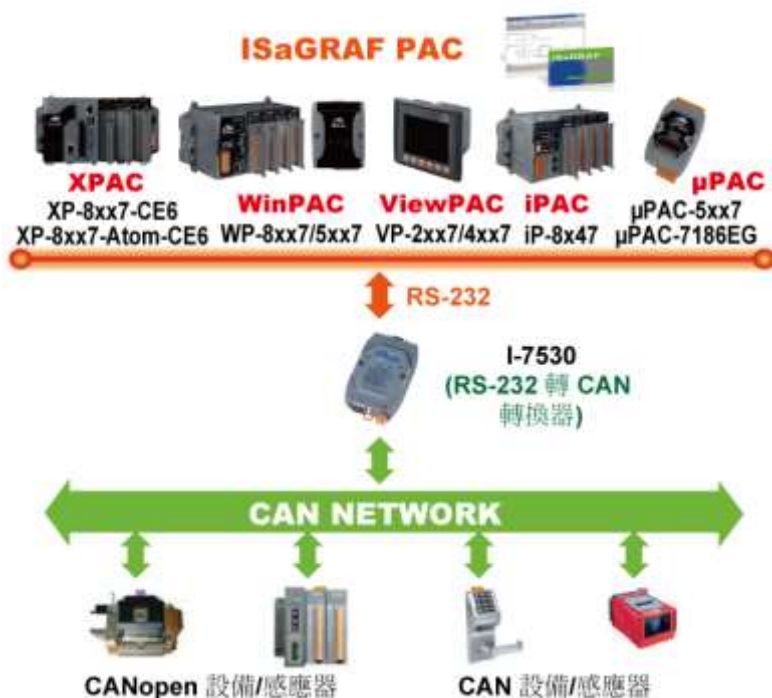 ISaGRAF PAC
ISaGRAF
XPAC
XP-8xx7-CE6
XP-8xx7-Atom-CE6
WinPAC
WP-8xx7/5xx7
ViewPAC
VP-2xx7/4xx7
iPAC
iP-8x47
µPAC
µPAC-5xx7
µPAC-7186EG
RS-232
I-7530
(RS-232 轉 CAN
轉換器)
CAN NETWORK
CANopen 設備/感應器
CAN 設備/感應器